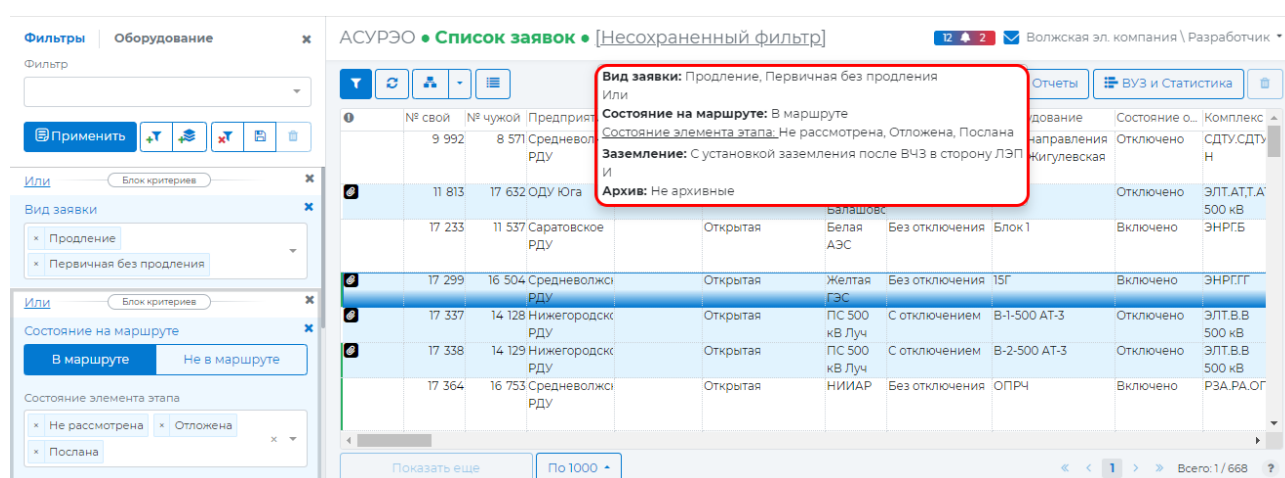 Фильтры Оборудование
Фильтр
Применить
Или Блок критериев
Вид заявки
× Продление
× Первичная без продления
Или Блок критериев
Состояние на маршруте
В маршруте Не в маршруте
Состояние элемента этапа
× Не рассмотрена × Отложена
× Послана
АСУРЭО ● Список заявок ● [Несохраненный фильтр]
12 2 Волжская эл. компания \ Разработчик
Отчеты ВУЗ и Статистика
Вид заявки: Продление, Первичная без продления
Или
Состояние на маршруте: В маршруте
Состояние элемента этапа: Не рассмотрена, Отложена, Послана
Заземление: С установкой заземления после ВЧЗ в сторону ЛЭП
И
Архив: Не архивные
№ свой № чужой Предприят удование Состояние о... Комплекс
9 992 8 571 Средневол направления Отключено СДТУ.СДТУ
РДУ Жигулевская Н
11 813 17 632 ОДУ Юга Отключено ЭЛТ.АТ,Т.А
Балашовс 500 кВ
17 233 11 537 Саратовское Открытая Белая Без отключения Блок 1 Включено ЭНРГ.Б
РДУ АЭС
17 299 16 504 Средневолжск Открытая Желтая Без отключения 15Г Включено ЭНРГ.ГГ
РДУ ГЭС
17 337 14 128 Нижегородско Открытая ПС 500 С отключением В-1-500 АТ-3 Отключено ЭЛТ.В.В
РДУ кВ Луч 500 кВ
17 338 14 129 Нижегородско Открытая ПС 500 С отключением В-2-500 АТ-3 Отключено ЭЛТ.В.В
РДУ кВ Луч 500 кВ
17 364 16 753 Средневолжск Открытая НИИАР Без отключения ОПРЧ Включено РЗА.РА.ОГ
РДУ
Показать еще По 1000 « < 1 > » Всего: 1 / 668 ?